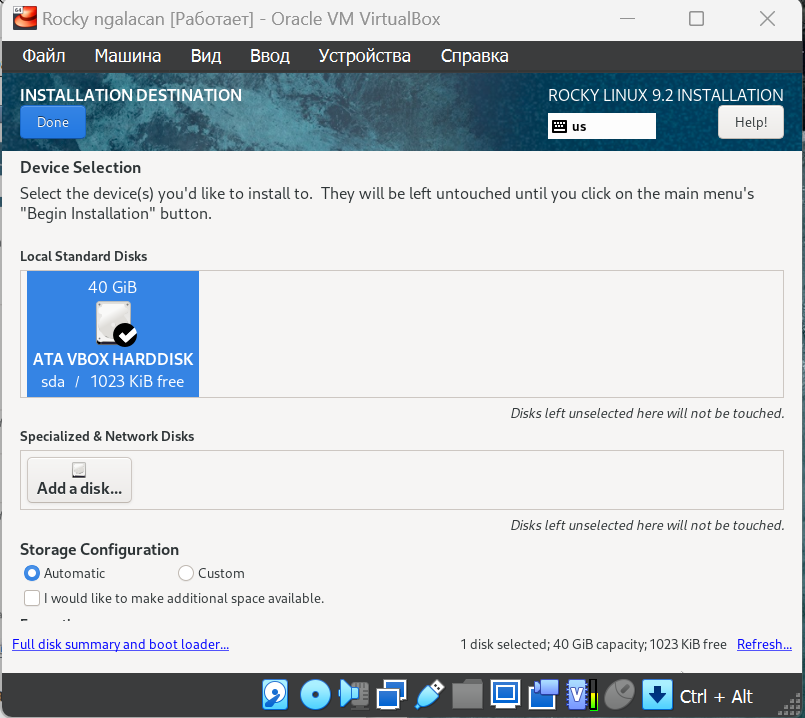 64
Rocky ngalacan [Работает] - Oracle VM VirtualBox
Файл Машина Вид Ввод Устройства Справка
INSTALLATION DESTINATION
ROCKY LINUX 9.2 INSTALLATION
Done
us
Help!
Device Selection
Select the device(s) you'd like to install to. They will be left untouched until you click on the main menu's
"Begin Installation" button.
Local Standard Disks
40 GiB
ATA VBOX HARDDISK
sda / 1023 KiB free
Disks left unselected here will not be touched.
Specialized & Network Disks
Add a disk...
Disks left unselected here will not be touched.
Storage Configuration
Automatic Custom
I would like to make additional space available.
Full disk summary and boot loader...
1 disk selected; 40 GiB capacity; 1023 KiB free Refresh...
V
Ctrl + Alt